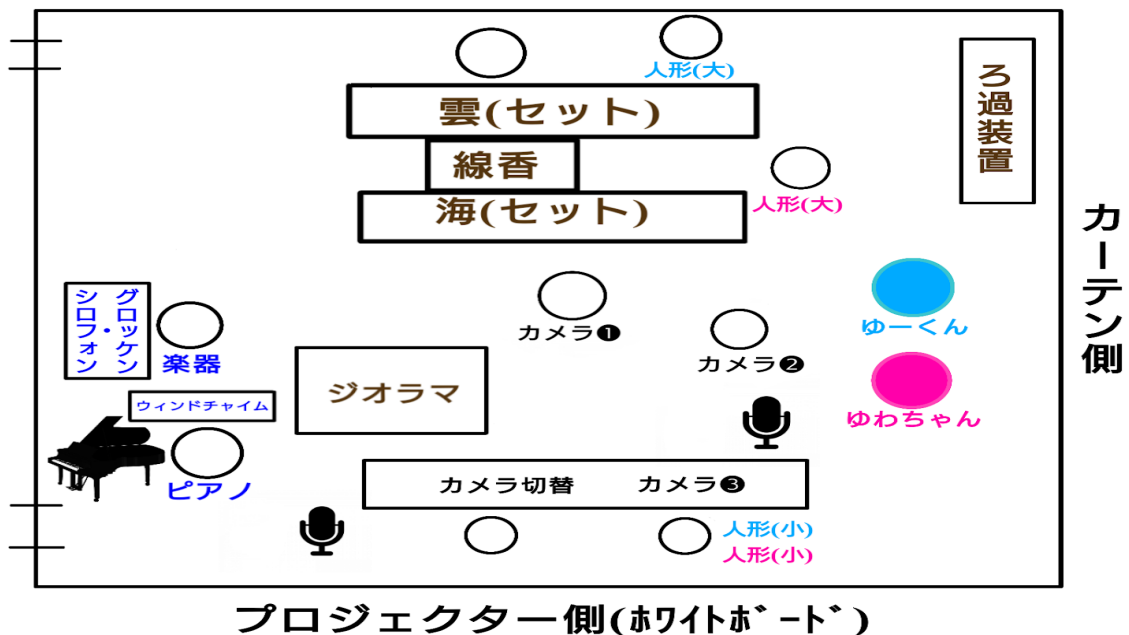 人形(大)
雲(セット)
線香
人形(大)
海(セット)
ろ過装置
カーテン側
グロッケン・
シロフォン
楽器
カメラ❶
カメラ❷
ゆーくん
ゆわちゃん
ジオラマ
ウィンドチャイム
ピアノ
カメラ切替 カメラ❸
人形(小)
人形(小)
プロジェクター側(ﾎﾜｲﾄﾎﾞｰﾄﾞ)